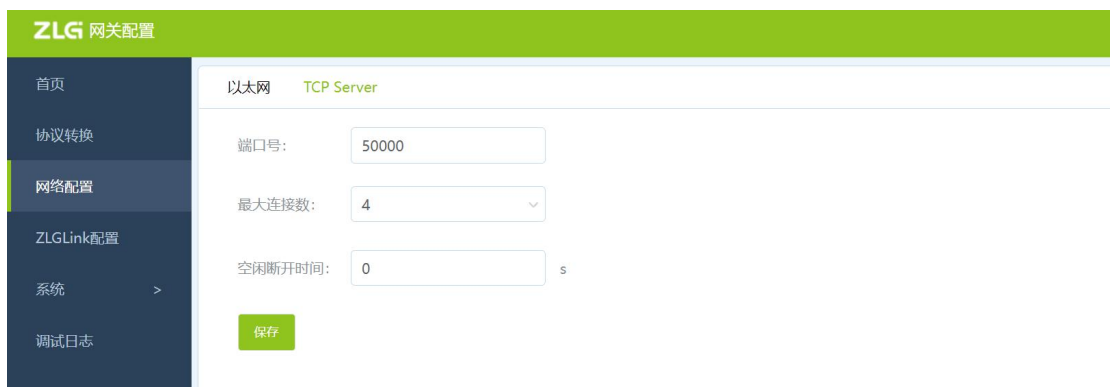 ZLG 网关配置
首页
协议转换
网络配置
ZLGLink配置
系统 >
调试日志
以太网 TCP Server
端口号: 50000
最大连接数: 4
空闲断开时间: 0 s
保存